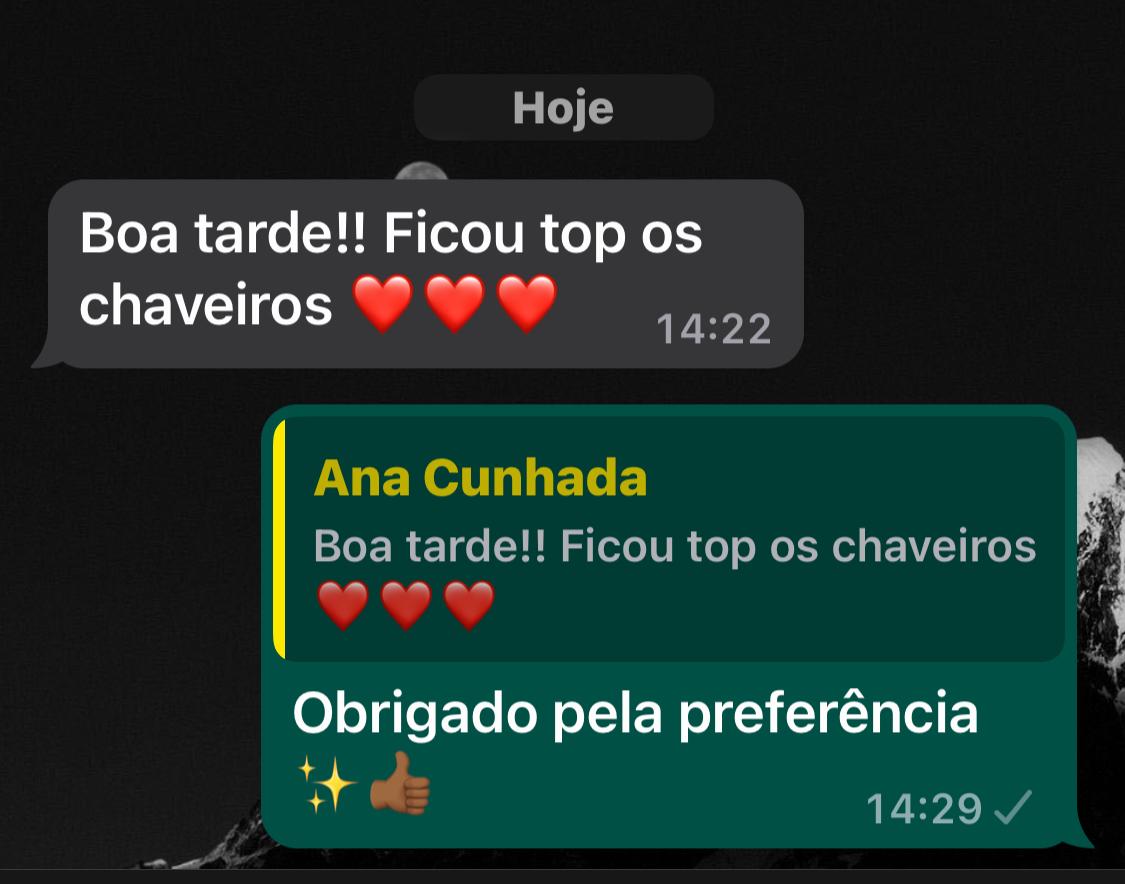 Hoje
Boa tarde!! Ficou top os
chaveiros ❤️❤️❤️
14:22
Ana Cunhada
Boa tarde!! Ficou top os chaveiros
❤️❤️❤️
Obrigado pela preferência
✨👍🏾
14:29